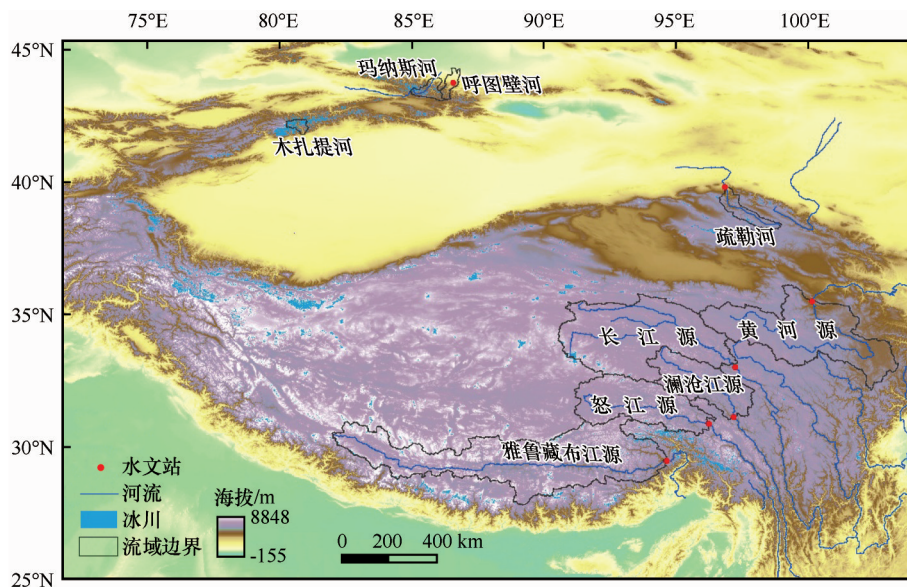 75°E
80°E
85°E
90°E
95°E
100°E
45°N
40°N
35°N
30°N
25°N
玛纳斯河
呼图壁河
木扎提河
疏勒河
长江源
黄河源
澜沧江源
怒江源
雅鲁藏布江源
水文站
河流
冰川
流域边界
海拔/m
8848
-155
0 200 400 km